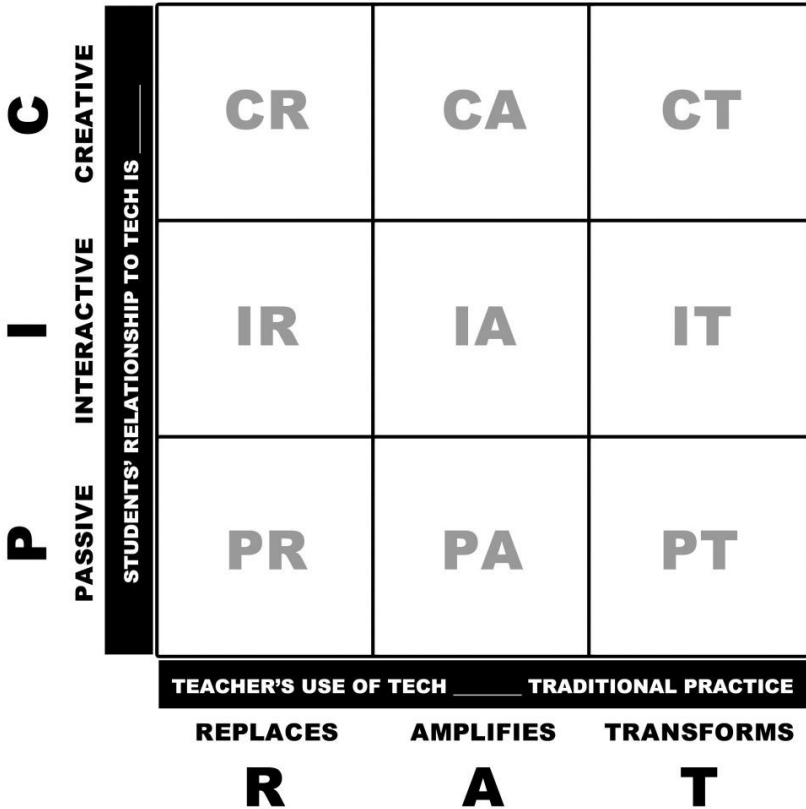 C
CREATIVE
I
INTERACTIVE
P
PASSIVE
STUDENTS' RELATIONSHIP TO TECH IS ______
CR CA CT
IR IA IT
PR PA PT
TEACHER'S USE OF TECH ______ TRADITIONAL PRACTICE
REPLACES AMPLIFIES TRANSFORMS
R A T